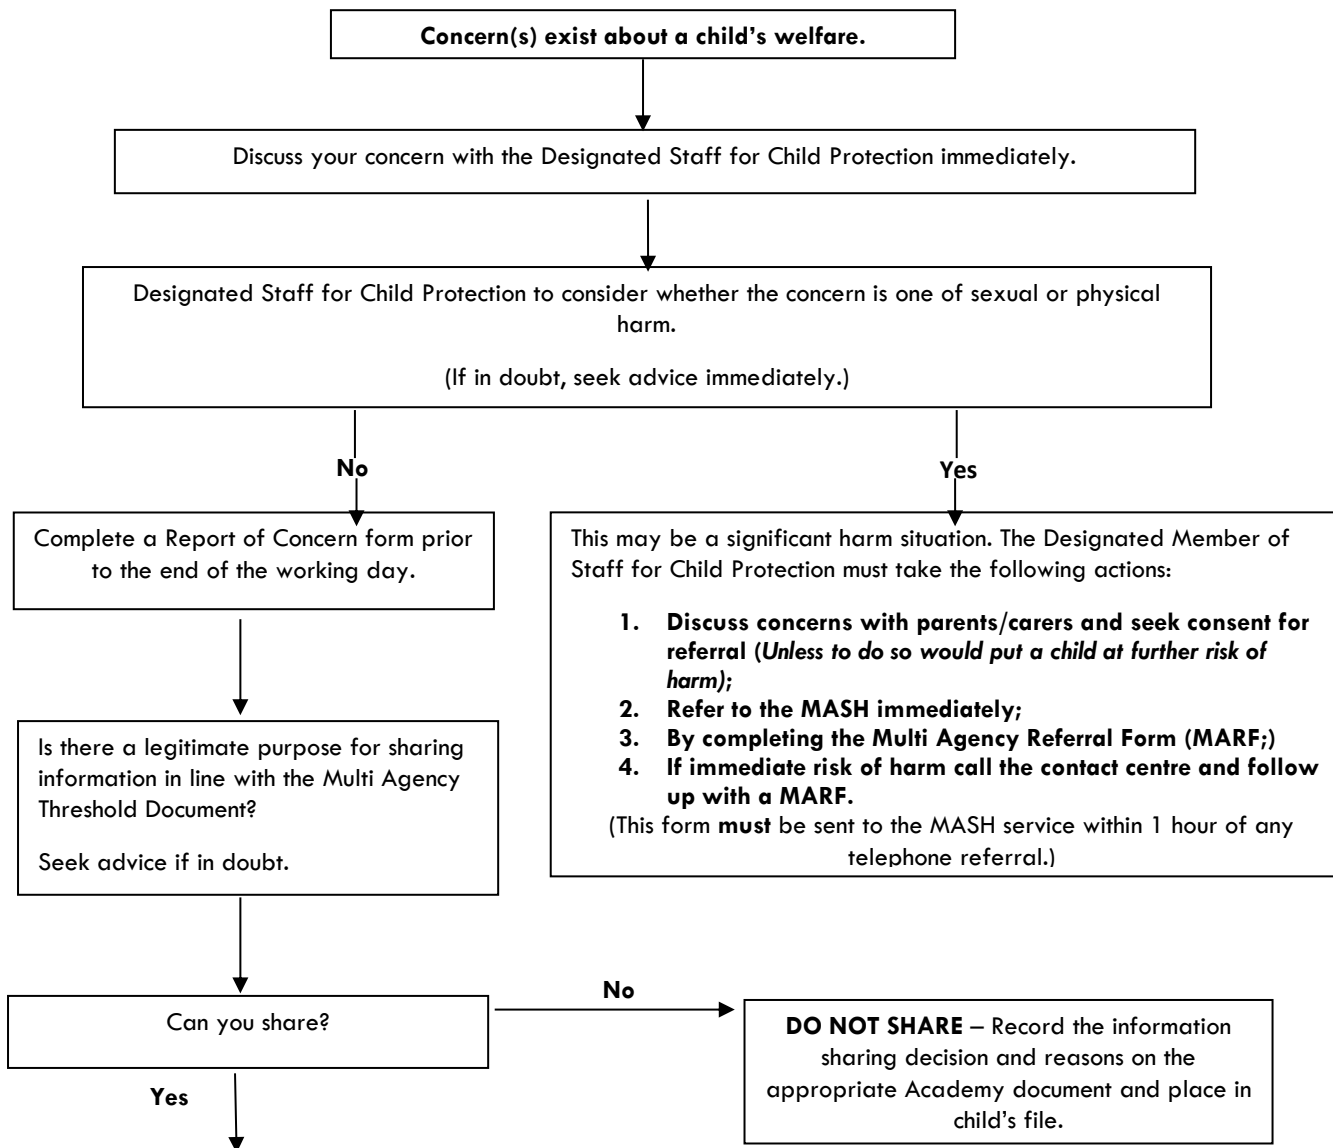 Concern(s) exist about a child’s welfare.
Discuss your concern with the Designated Staff for Child Protection immediately.
Designated Staff for Child Protection to consider whether the concern is one of sexual or physical
harm.
(If in doubt, seek advice immediately.)
No
Yes
Complete a Report of Concern form prior
to the end of the working day.
This may be a significant harm situation. The Designated Member of
Staff for Child Protection must take the following actions:
1. Discuss concerns with parents/carers and seek consent for
referral (Unless to do so would put a child at further risk of
harm);
2. Refer to the MASH immediately;
3. By completing the Multi Agency Referral Form (MARF;)
4. If immediate risk of harm call the contact centre and follow
up with a MARF.
(This form must be sent to the MASH service within 1 hour of any
telephone referral.)
Is there a legitimate purpose for sharing
information in line with the Multi Agency
Threshold Document?
Seek advice if in doubt.
Can you share?
No
DO NOT SHARE – Record the information
sharing decision and reasons on the
appropriate Academy document and place in
child’s file.
Yes